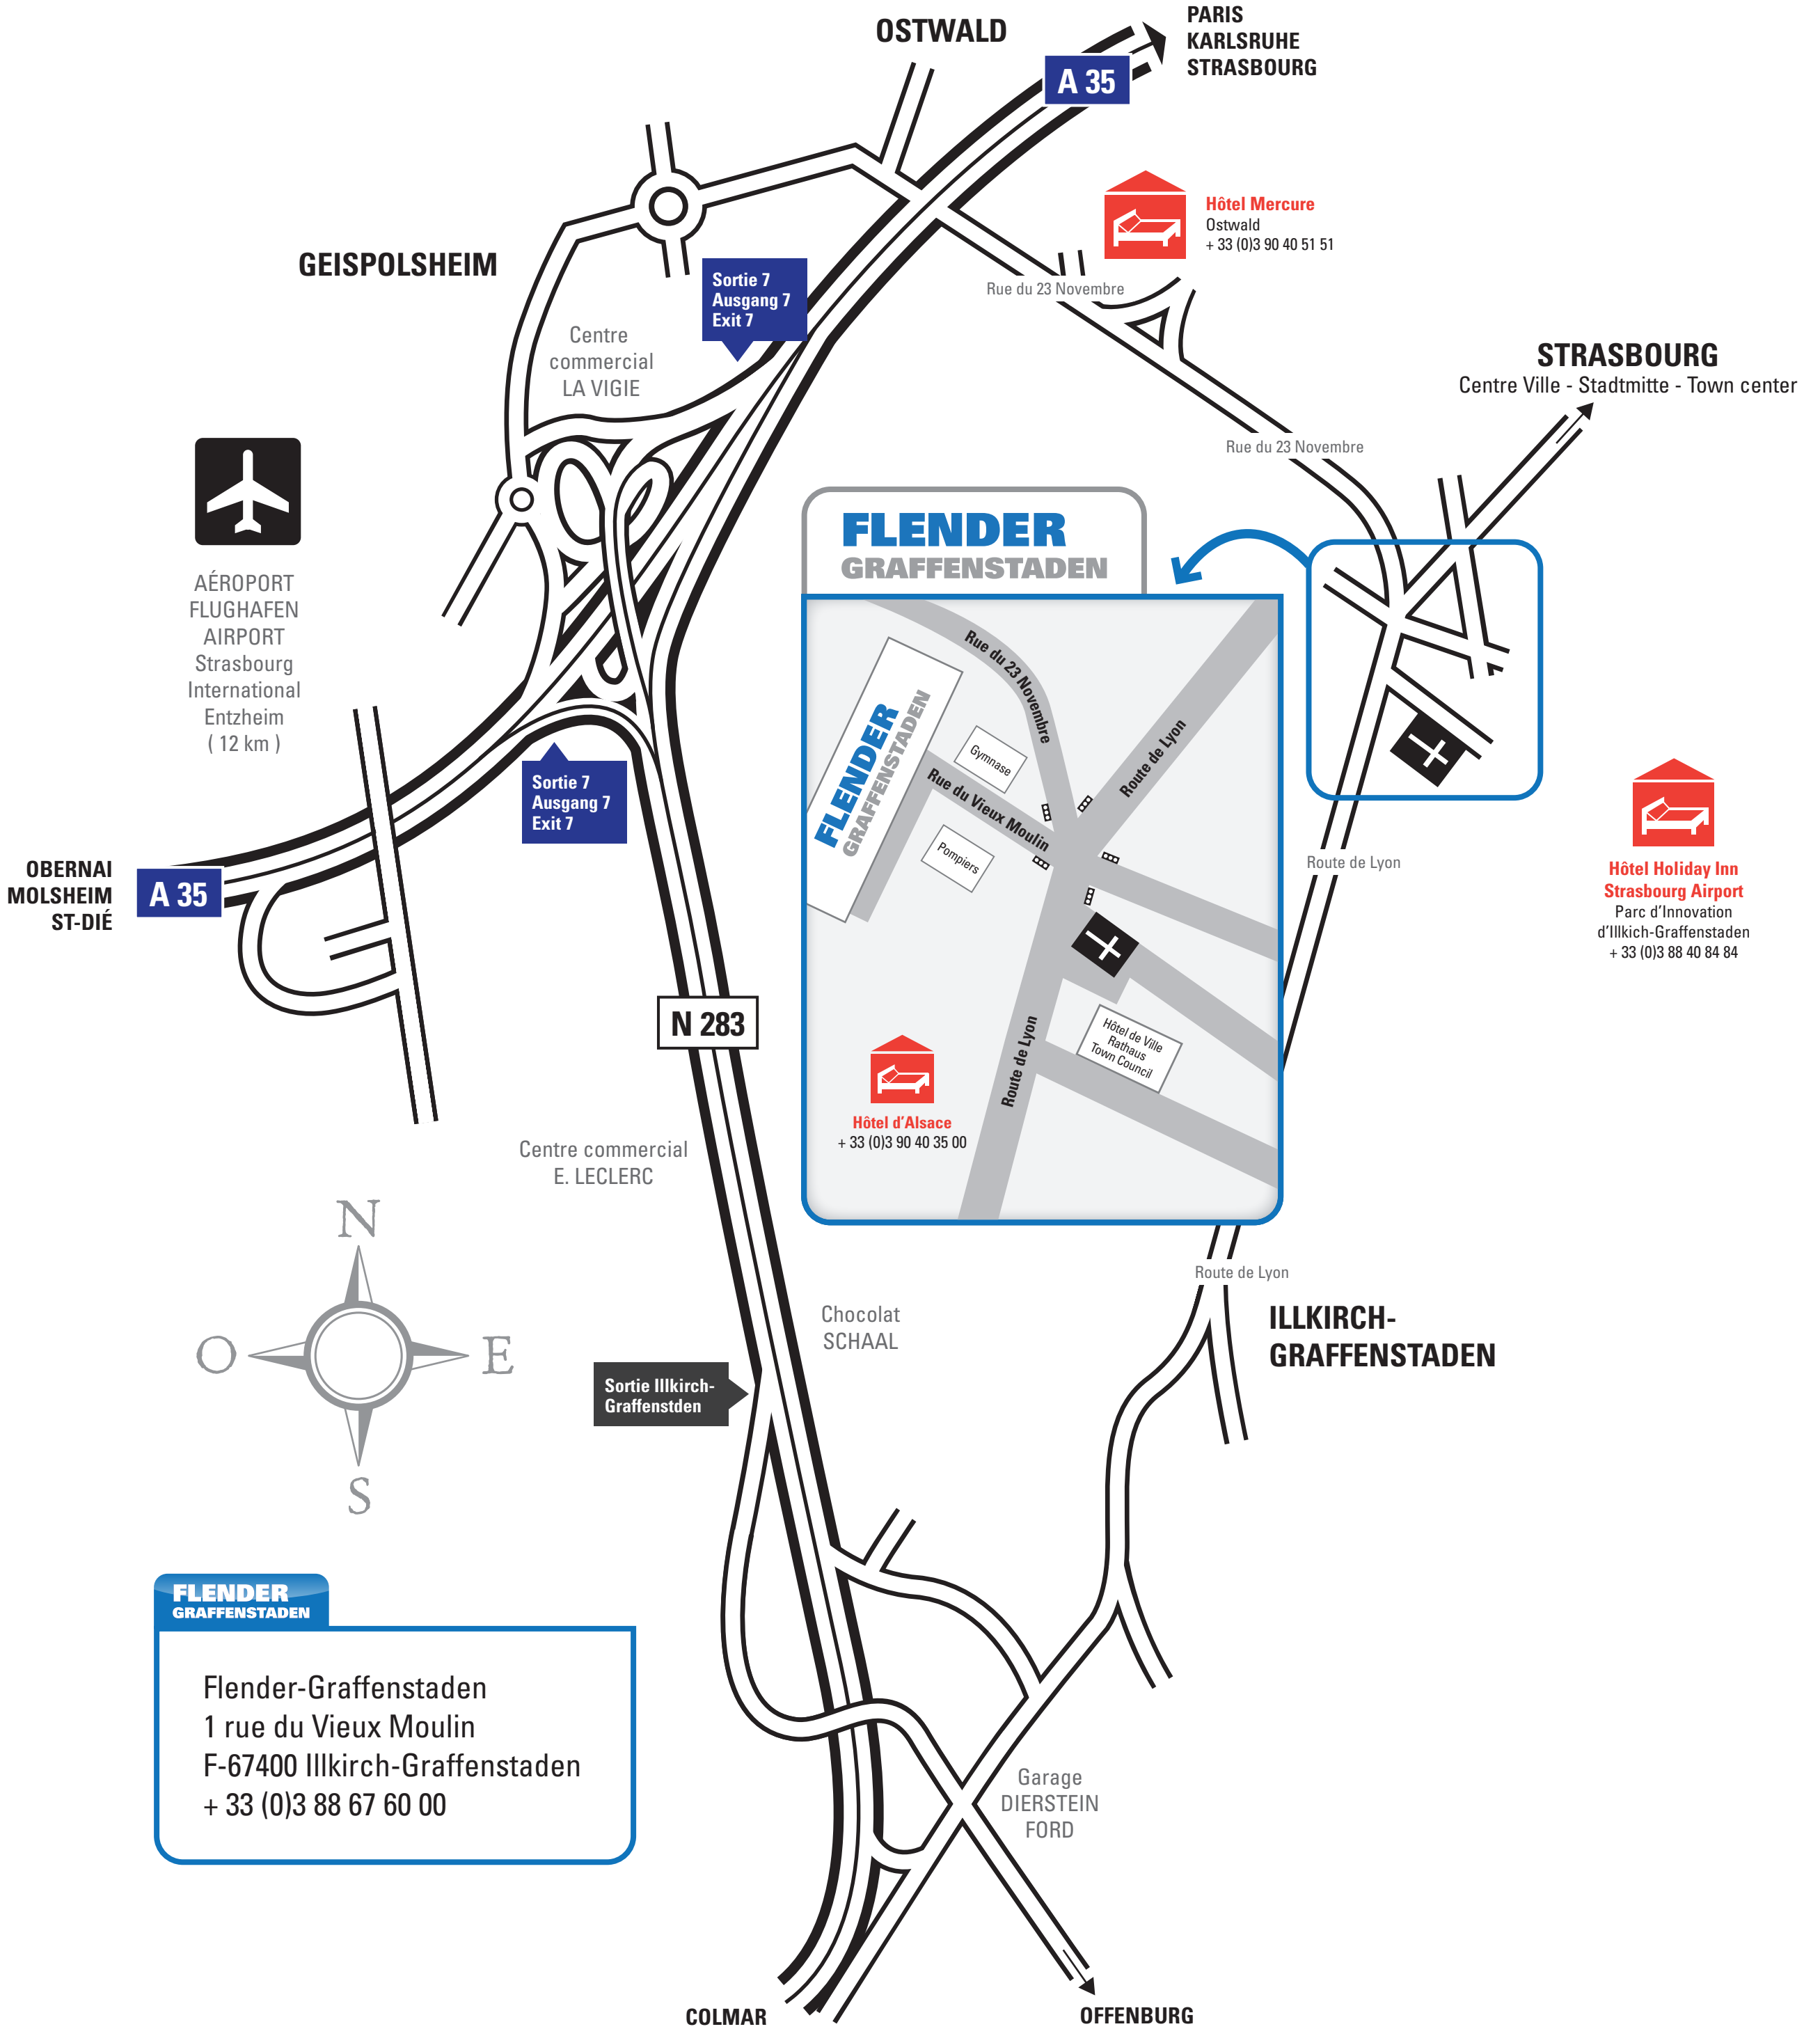 OSTWALD
PARIS
KARLSRUHE
STRASBOURG
A 35
Hôtel Mercure
Ostwald
+ 33 (0)3 90 40 51 51
GEISPOLSHEIM
Sortie 7
Ausgang 7
Exit 7
Rue du 23 Novembre
Centre
commercial
LA VIGIE
STRASBOURG
Centre Ville - Stadtmitte - Town center
Rue du 23 Novembre
AÉROPORT
FLUGHAFEN
AIRPORT
Strasbourg
International
Entzheim
( 12 km )
FLENDER
GRAFFENSTADEN
Rue du 23 Novembre
Route de Lyon
FLENDER
GRAFFENSTADEN
Gymnase
Rue du Vieux Moulin
Pompiers
Hôtel de Ville
Rathaus
Town Council
Route de Lyon
Hôtel d'Alsace
+ 33 (0)3 90 40 35 00
Sortie 7
Ausgang 7
Exit 7
OBERNAI
MOLSHEIM
ST-DIÉ
A 35
Route de Lyon
Hôtel Holiday Inn
Strasbourg Airport
Parc d'Innovation
d'Illkich-Graffenstaden
+ 33 (0)3 88 40 84 84
N 283
Centre commercial
E. LECLERC
N
O
E
S
Route de Lyon
Chocolat
SCHAAL
ILLKIRCH-
GRAFFENSTADEN
Sortie Illkirch-
Graffenstden
FLENDER
GRAFFENSTADEN
Flender-Graffenstaden
1 rue du Vieux Moulin
F-67400 Illkirch-Graffenstaden
+ 33 (0)3 88 67 60 00
Garage
DIERSTEIN
FORD
COLMAR
OFFENBURG